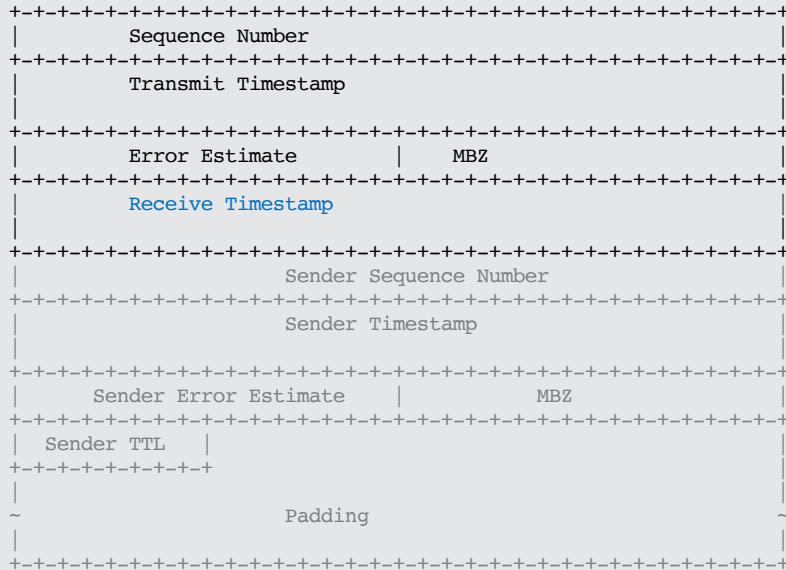 +-+-+-+-+-+-+-+-+-+-+-+-+-+-+-+-+-+-+-+-+-+-+-+-+-+-+-+-+-+-+-+-+
|         Sequence Number                                       |
+-+-+-+-+-+-+-+-+-+-+-+-+-+-+-+-+-+-+-+-+-+-+-+-+-+-+-+-+-+-+-+-+
|         Transmit Timestamp                                    |
|                                                               |
+-+-+-+-+-+-+-+-+-+-+-+-+-+-+-+-+-+-+-+-+-+-+-+-+-+-+-+-+-+-+-+-+
|         Error Estimate        |    MBZ                        |
+-+-+-+-+-+-+-+-+-+-+-+-+-+-+-+-+-+-+-+-+-+-+-+-+-+-+-+-+-+-+-+-+
|         Receive Timestamp                                     |
|                                                               |
+-+-+-+-+-+-+-+-+-+-+-+-+-+-+-+-+-+-+-+-+-+-+-+-+-+-+-+-+-+-+-+-+
|                      Sender Sequence Number                   |
+-+-+-+-+-+-+-+-+-+-+-+-+-+-+-+-+-+-+-+-+-+-+-+-+-+-+-+-+-+-+-+-+
|                      Sender Timestamp                         |
|                                                               |
+-+-+-+-+-+-+-+-+-+-+-+-+-+-+-+-+-+-+-+-+-+-+-+-+-+-+-+-+-+-+-+-+
|      Sender Error Estimate    |           MBZ                 |
+-+-+-+-+-+-+-+-+-+-+-+-+-+-+-+-+-+-+-+-+-+-+-+-+-+-+-+-+-+-+-+-+
|  Sender TTL   |                                               |
+-+-+-+-+-+-+-+-+                                               |
|                                                               |
~                      Padding                                  ~
|                                                               |
+-+-+-+-+-+-+-+-+-+-+-+-+-+-+-+-+-+-+-+-+-+-+-+-+-+-+-+-+-+-+-+-+